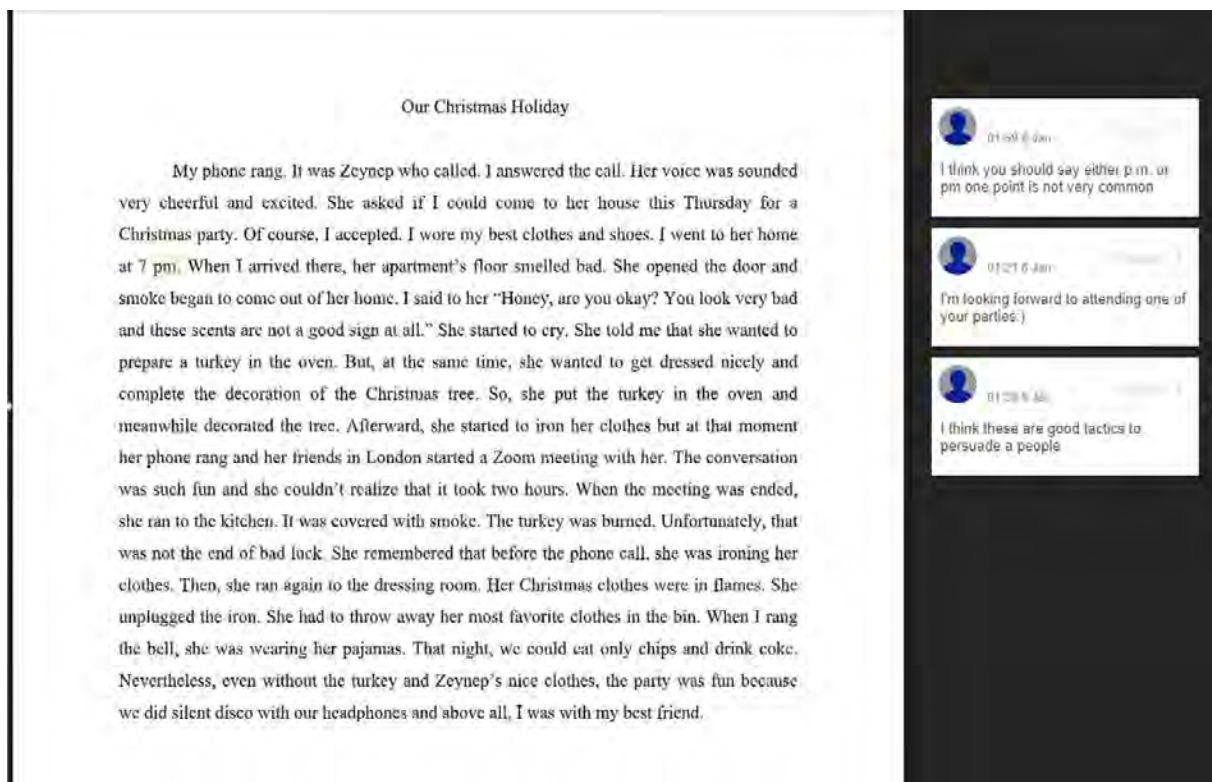 Our Christmas Holiday
My phone rang. It was Zeynep who called. I answered the call. Her voice was sounded
very cheerful and excited. She asked if I could come to her house this Thursday for a
Christmas party. Of course, I accepted. I wore my best clothes and shoes. I went to her home
at 7 pm. When I arrived there, her apartment's floor smelled bad. She opened the door and
smoke began to come out of her home. I said to her “Honey, are you okay? You look very bad
and these scents are not a good sign at all.” She started to cry. She told me that she wanted to
prepare a turkey in the oven. But, at the same time, she wanted to get dressed nicely and
complete the decoration of the Christmas tree. So, she put the turkey in the oven and
meanwhile decorated the tree. Afterward, she started to iron her clothes but at that moment
her phone rang and her friends in London started a Zoom meeting with her. The conversation
was such fun and she couldn't realize that it took two hours. When the meeting was ended,
she ran to the kitchen. It was covered with smoke. The turkey was burned. Unfortunately, that
was not the end of bad luck. She remembered that before the phone call, she was ironing her
clothes. Then, she ran again to the dressing room. Her Christmas clothes were in flames. She
unplugged the iron. She had to throw away her most favorite clothes in the bin. When I rang
the bell, she was wearing her pajamas. That night, we could eat only chips and drink coke.
Nevertheless, even without the turkey and Zeynep's nice clothes, the party was fun because
we did silent disco with our headphones and above all, I was with my best friend.
6 Jan
I think you should say either p.m. or
pm one point is not very common
01:21 6 Jan
I'm looking forward to attending one of
your parties:)
I think these are good tactics to
persuade a people